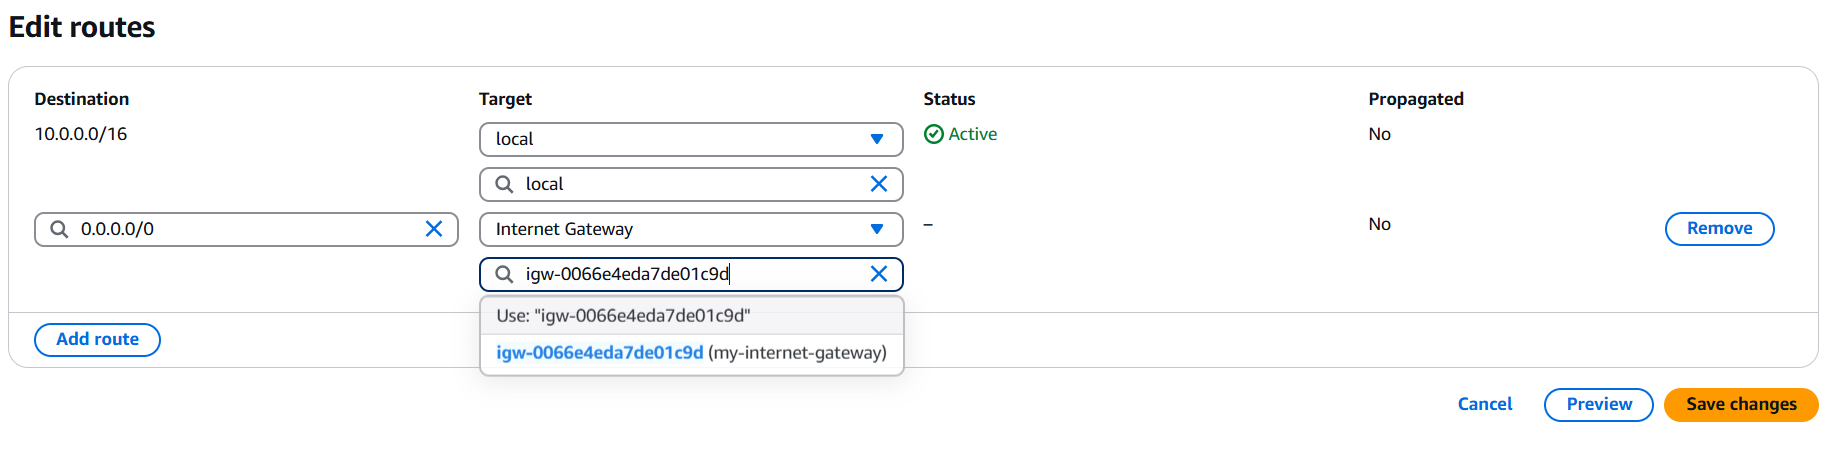 Edit routes
Destination Target Status Propagated
10.0.0.0/16 local Active No
local
0.0.0.0/0 Internet Gateway – No Remove
igw-0066e4eda7de01c9d
Use: "igw-0066e4eda7de01c9d"
Add route
igw-0066e4eda7de01c9d (my-internet-gateway)
Cancel Preview Save changes